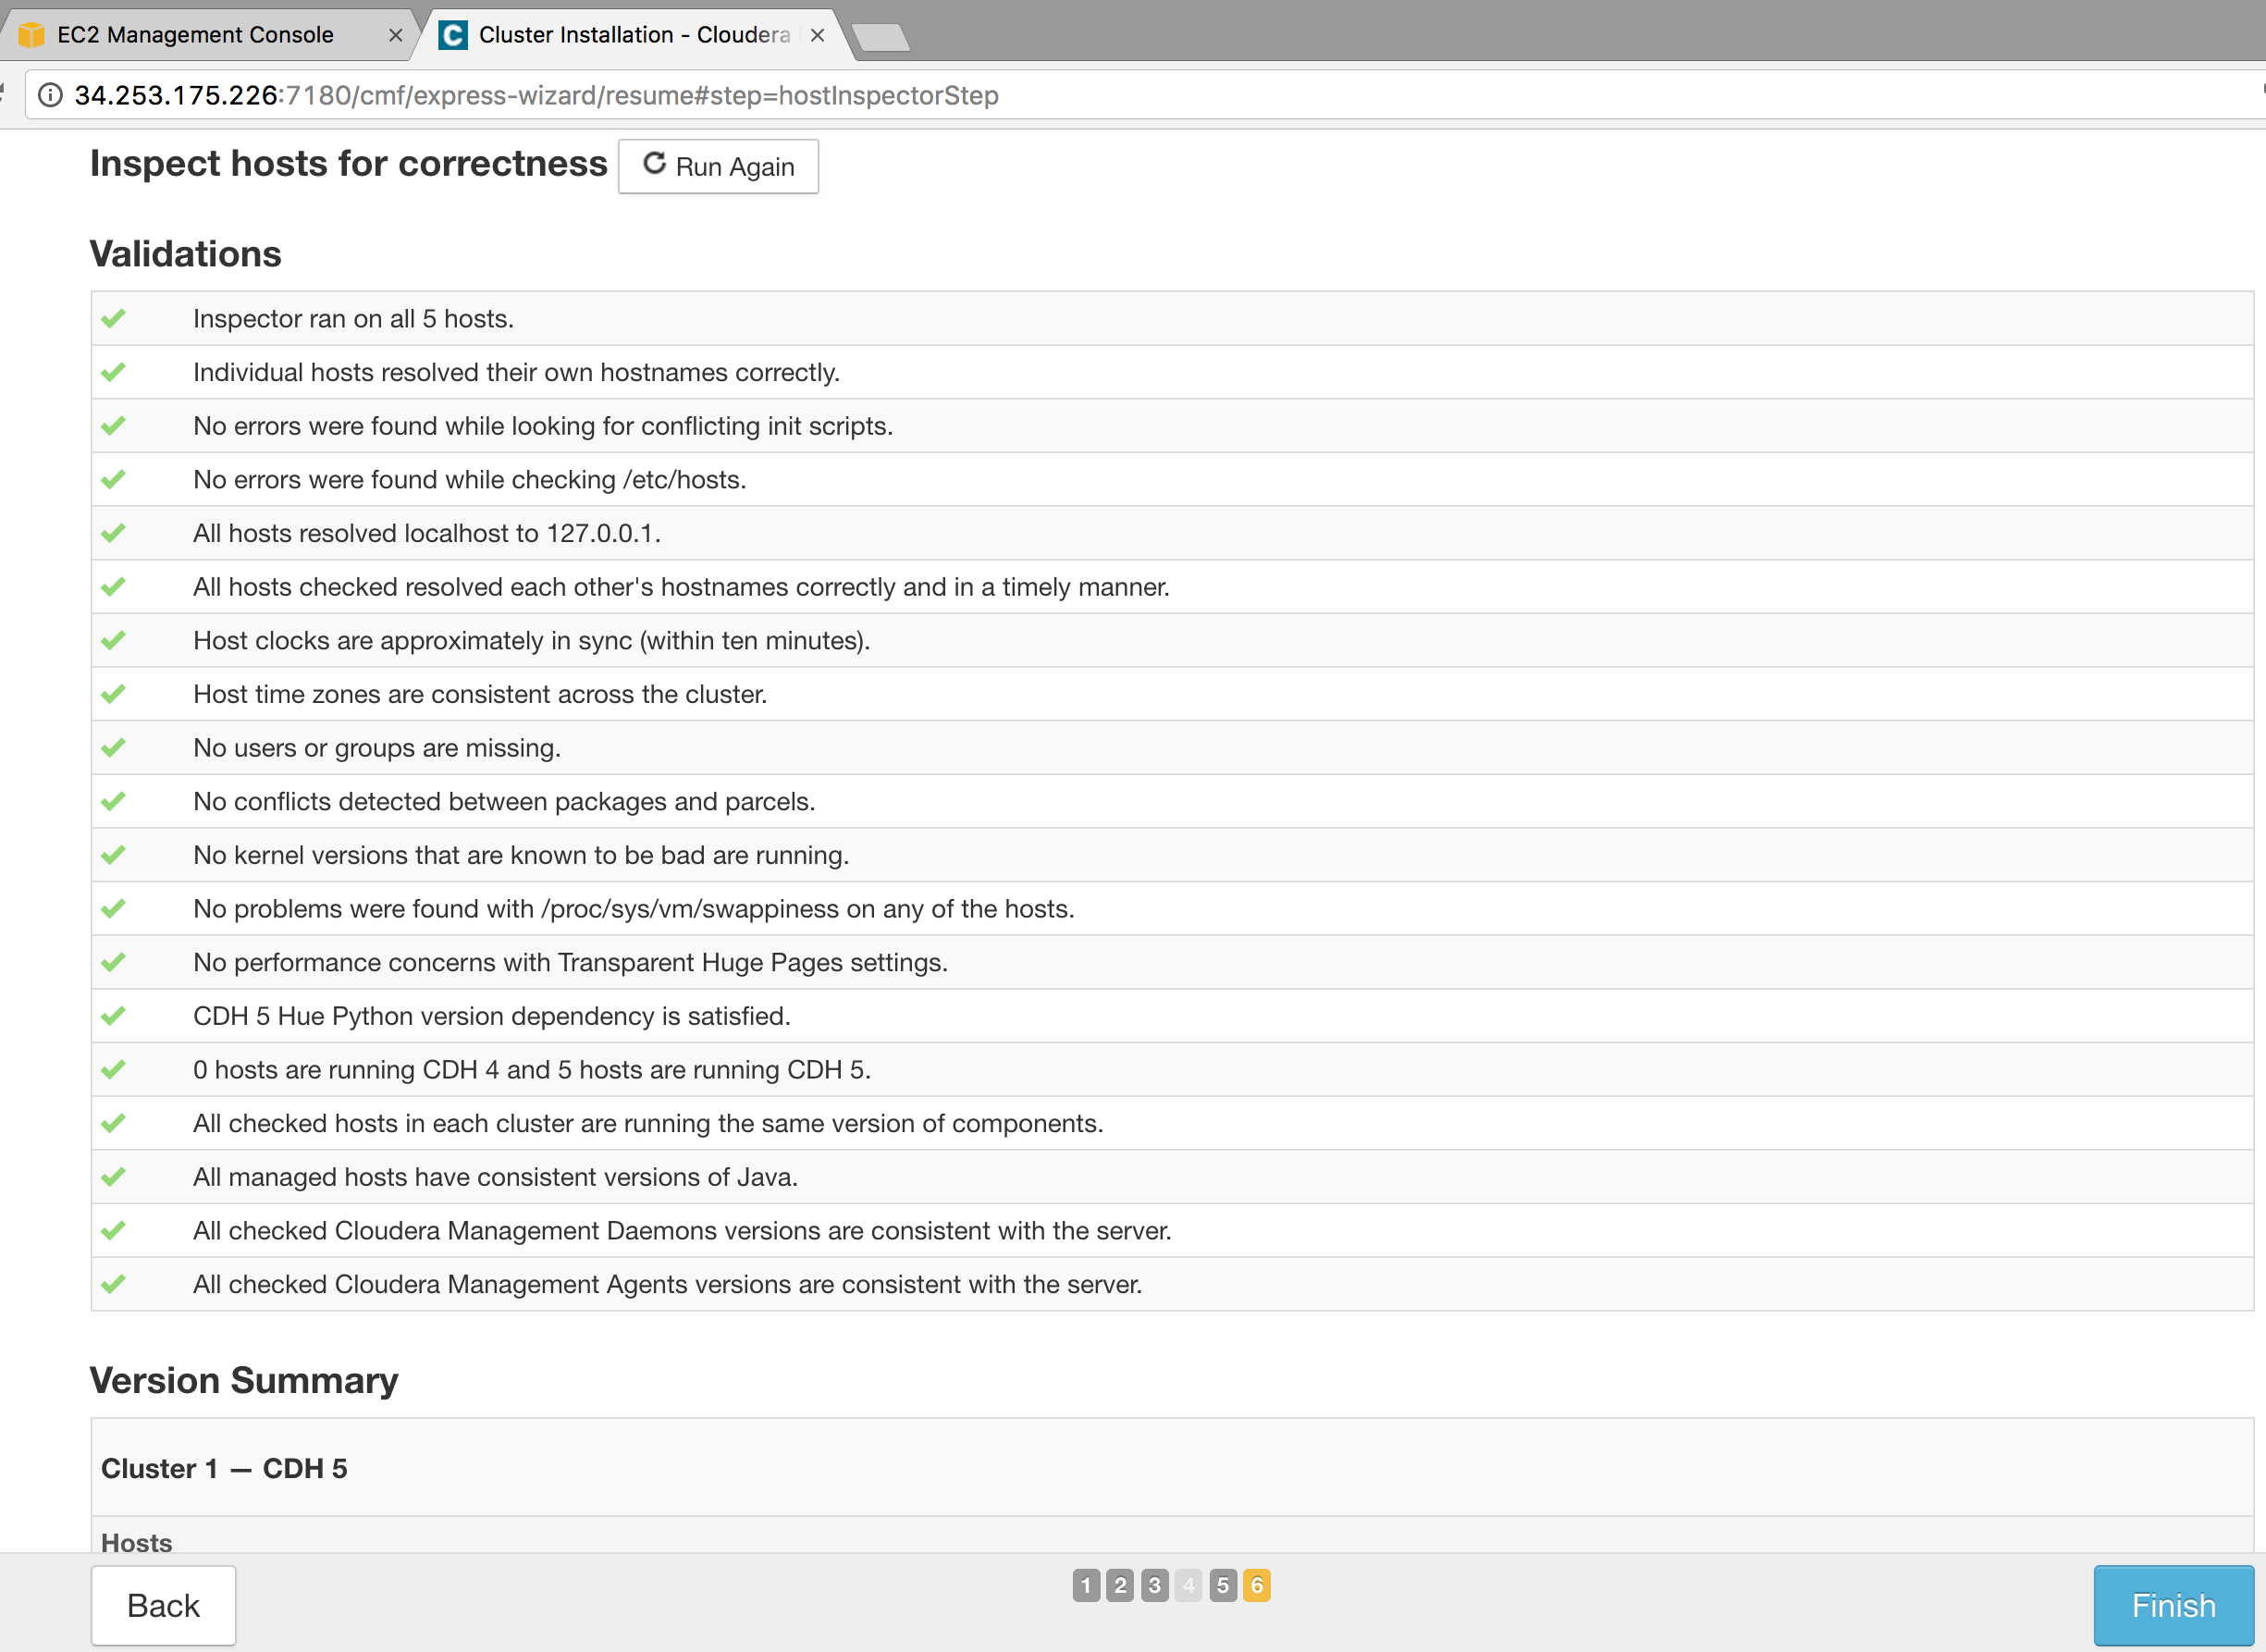 EC2 Management Console
Cluster Installation - Cloudera
34.253.175.226:7180/cmf/express-wizard/resume#step=hostInspectorStep
Inspect hosts for correctness Run Again
Validations
Inspector ran on all 5 hosts.
Individual hosts resolved their own hostnames correctly.
No errors were found while looking for conflicting init scripts.
No errors were found while checking /etc/hosts.
All hosts resolved localhost to 127.0.0.1.
All hosts checked resolved each other's hostnames correctly and in a timely manner.
Host clocks are approximately in sync (within ten minutes).
Host time zones are consistent across the cluster.
No users or groups are missing.
No conflicts detected between packages and parcels.
No kernel versions that are known to be bad are running.
No problems were found with /proc/sys/vm/swappiness on any of the hosts.
No performance concerns with Transparent Huge Pages settings.
CDH 5 Hue Python version dependency is satisfied.
0 hosts are running CDH 4 and 5 hosts are running CDH 5.
All checked hosts in each cluster are running the same version of components.
All managed hosts have consistent versions of Java.
All checked Cloudera Management Daemons versions are consistent with the server.
All checked Cloudera Management Agents versions are consistent with the server.
Version Summary
Cluster 1 — CDH 5
Hosts
Back
1 2 3 4 5 6
Finish